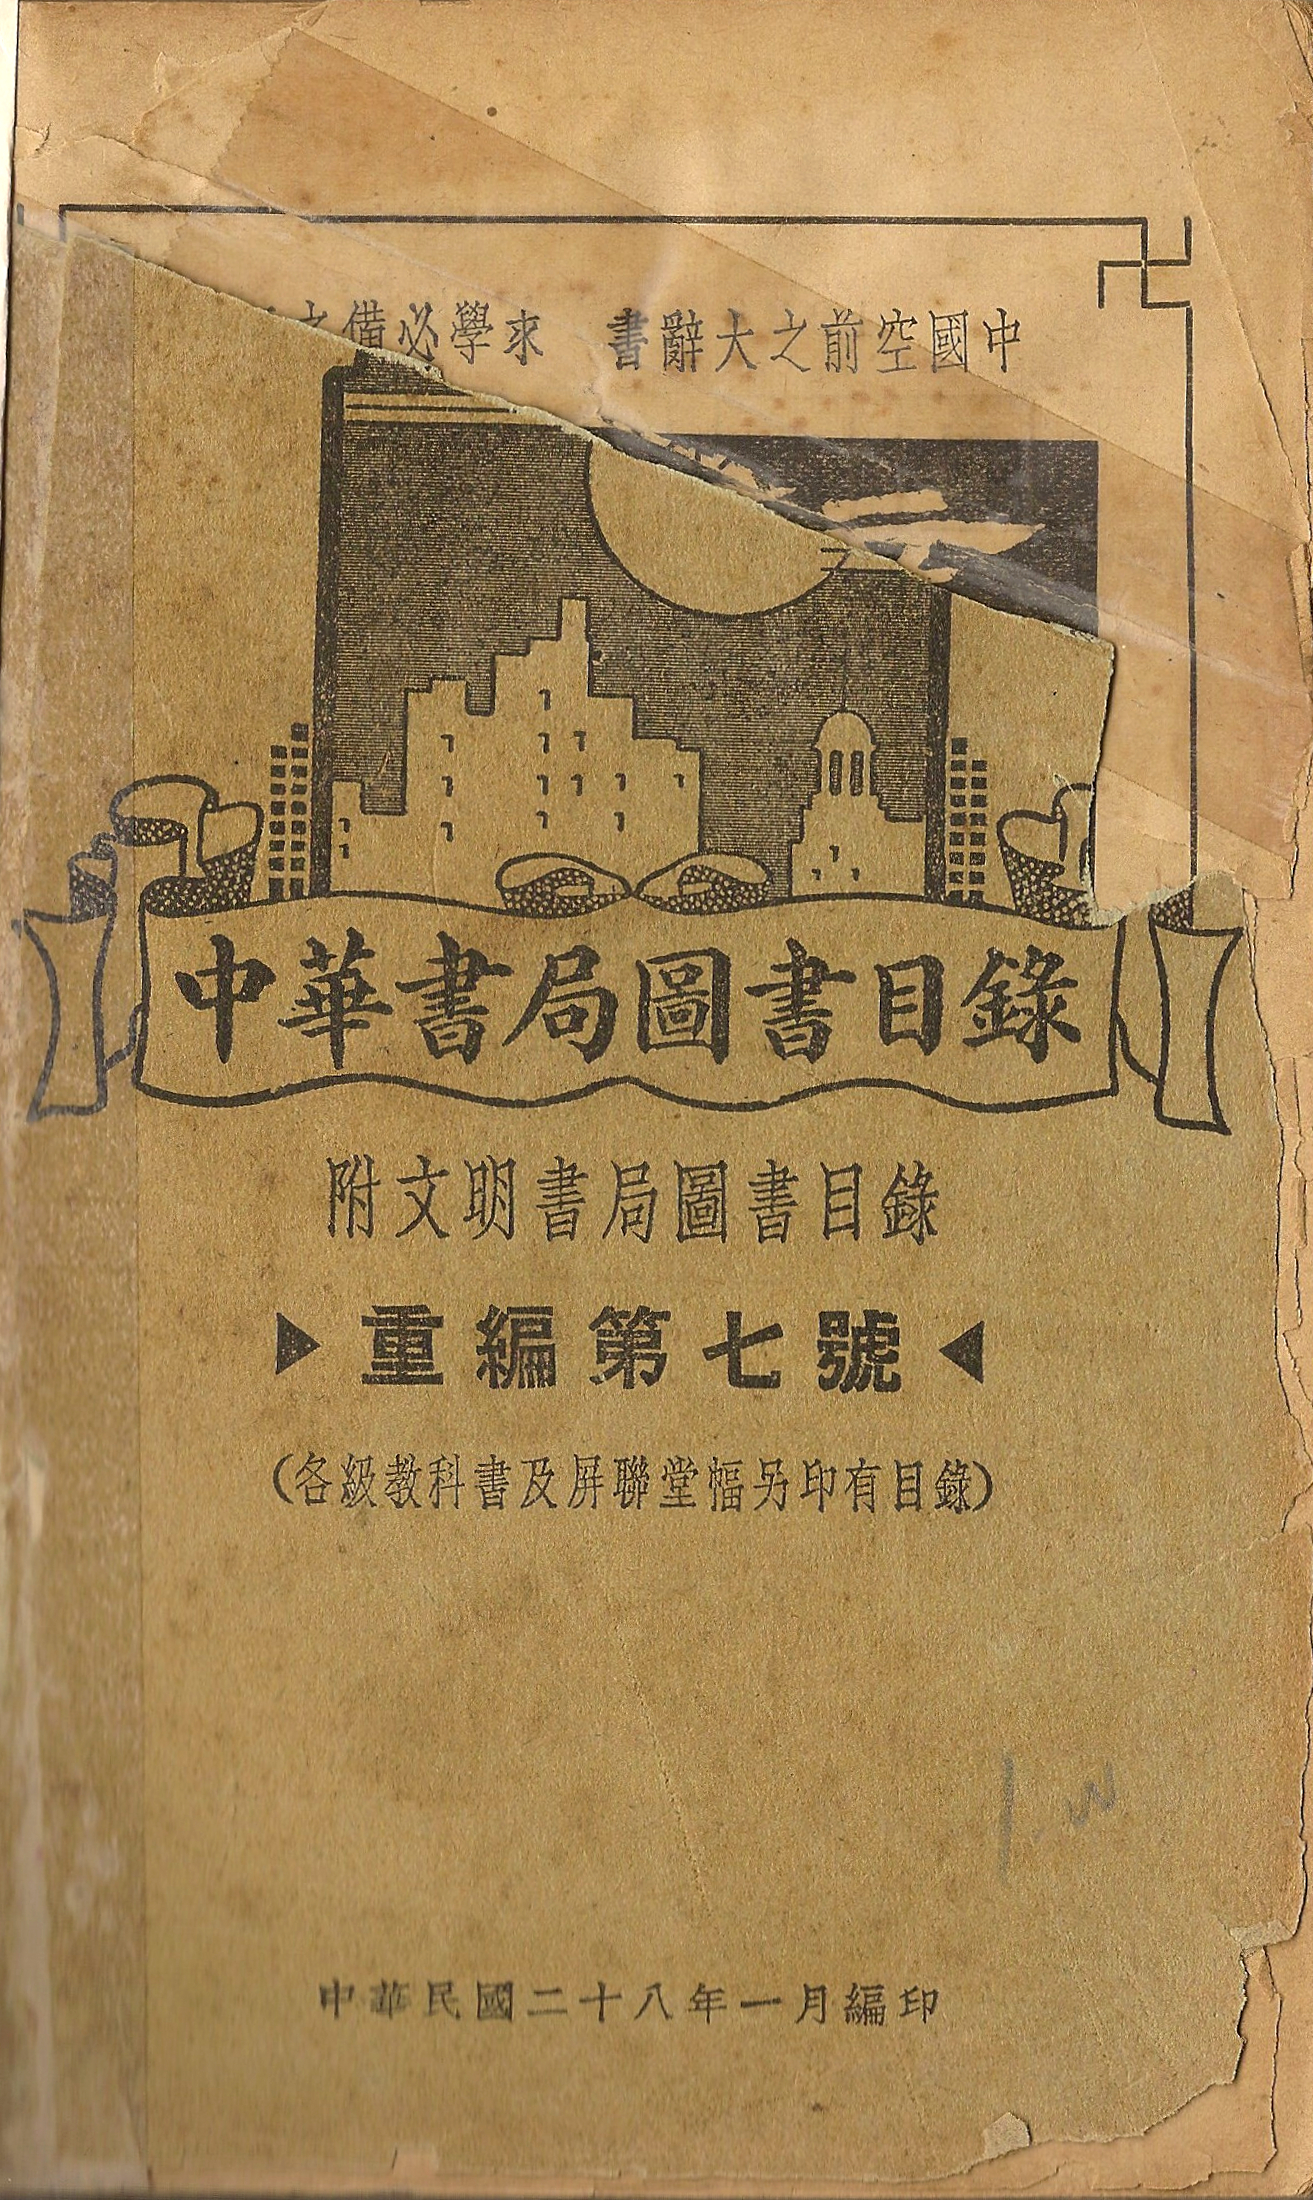 中國空前之大辭書　求學必備之
中華書局圖書目錄
附文明書局圖書目錄
▶重編第七號◀
(各級教科書及屏聯堂幅另印有目錄)
中華民國二十八年一月編印